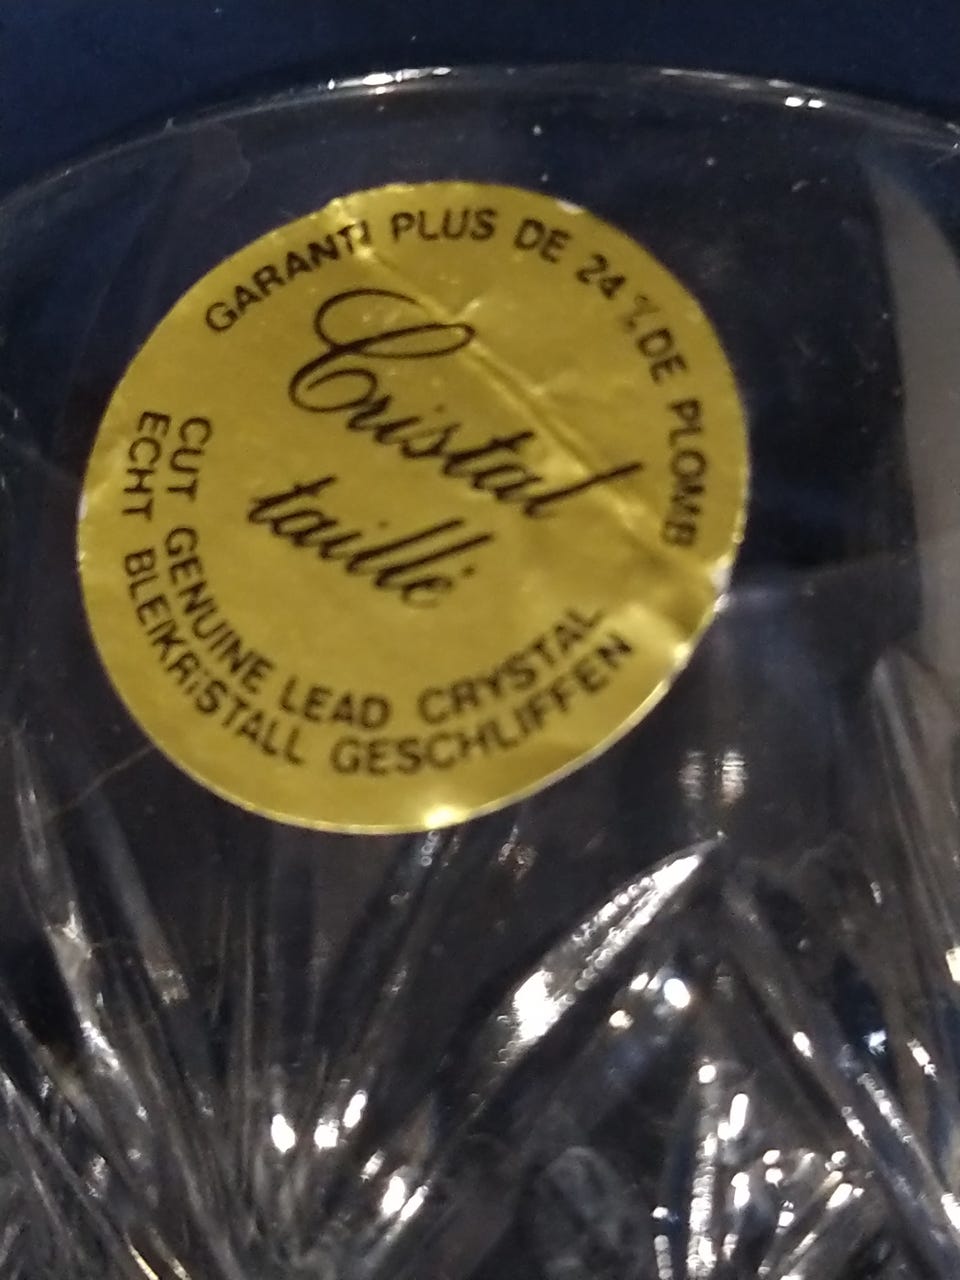 GARANTI PLUS DE 24 % DE PLOMB
Cristal
taillé
CUT GENUINE LEAD CRYSTAL
ECHT BLEIKRISTALL GESCHLIFFEN